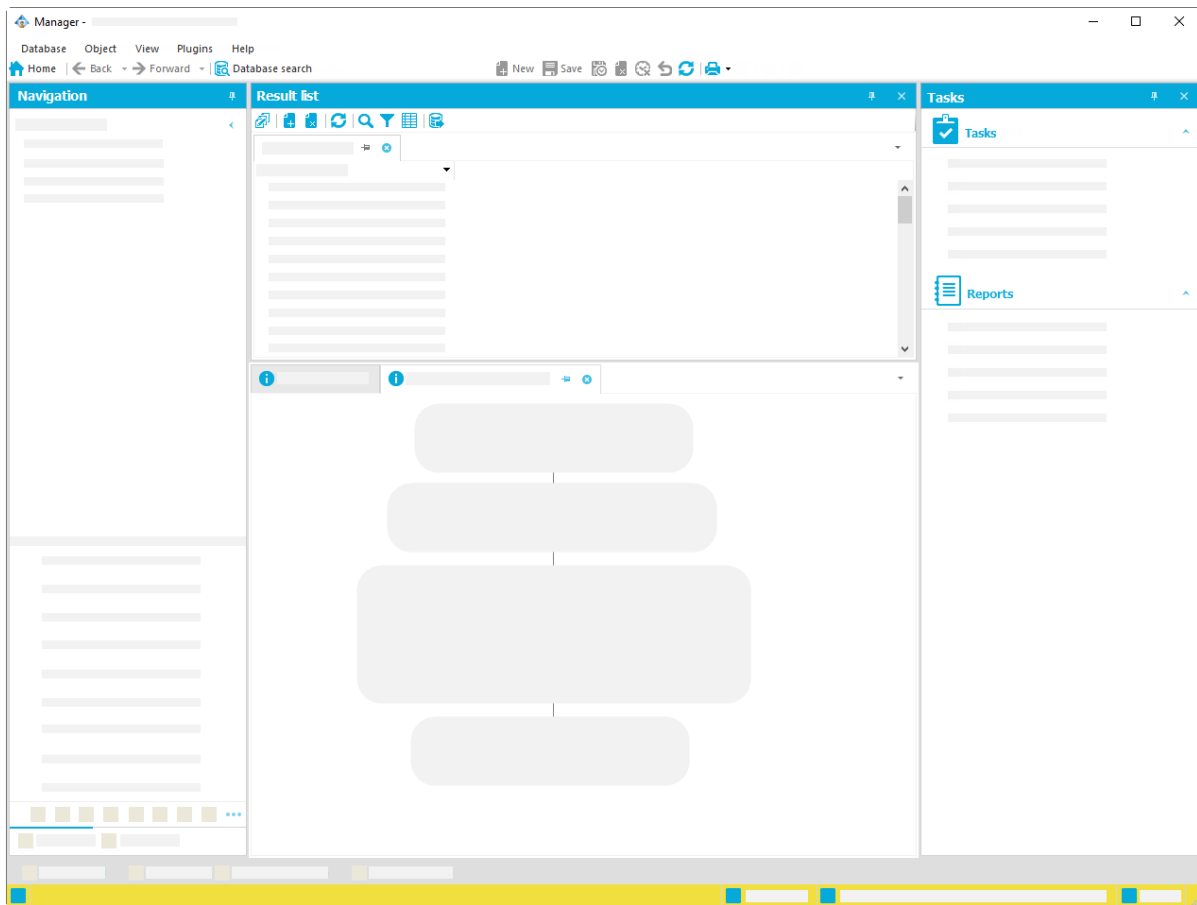 Manager -
Database Object View Plugins Help
Home Back Forward Database search New Save
Navigation
Result list
Tasks
Tasks
Reports